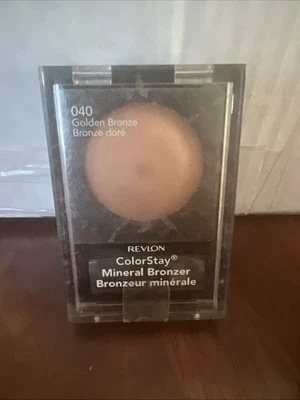 040
Golden Bronze
Bronze doré
REVLON
ColorStay®
Mineral Bronzer
Bronzeur minérale